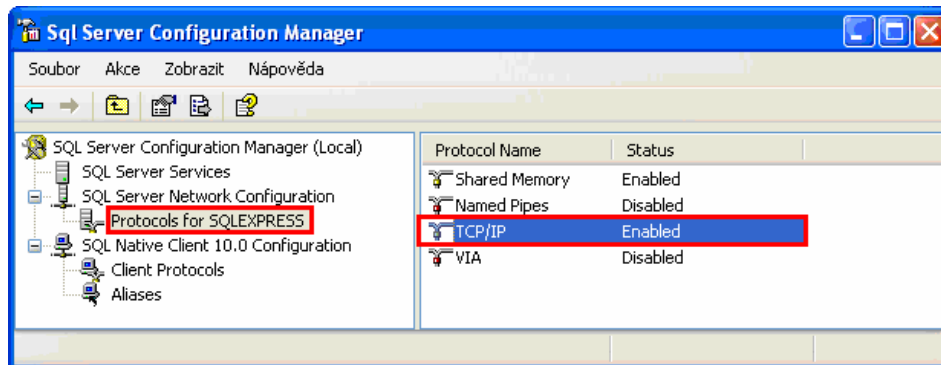 Sql Server Configuration Manager
Soubor Akce Zobrazit Nápověda
SQL Server Configuration Manager (Local)
SQL Server Services
SQL Server Network Configuration
Protocols for SQLEXPRESS
SQL Native Client 10.0 Configuration
Client Protocols
Aliases
Protocol Name Status
Shared Memory Enabled
Named Pipes Disabled
TCP/IP Enabled
VIA Disabled